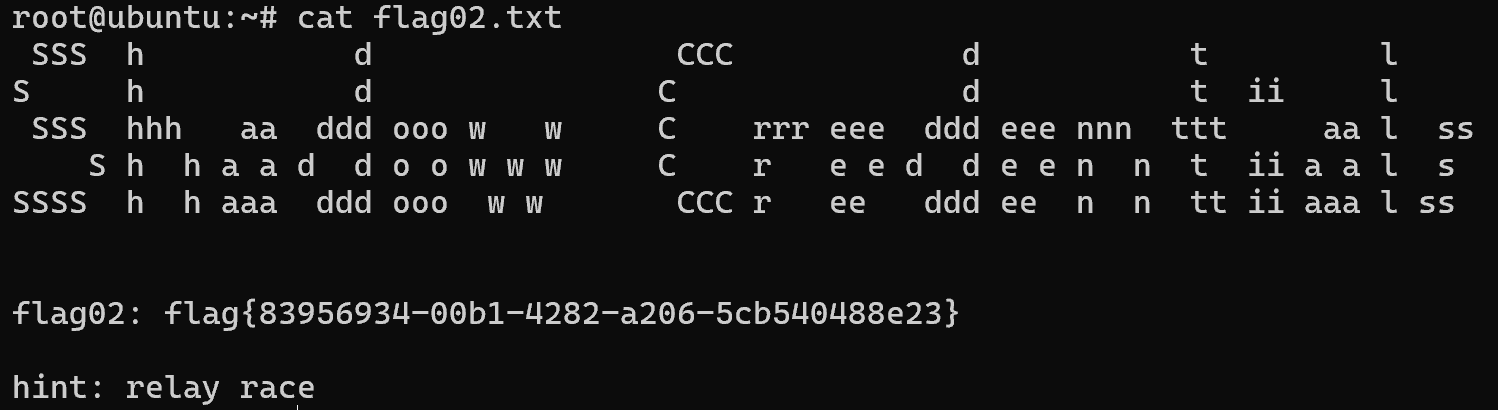 root@ubuntu:~# cat flag02.txt
 SSS  h           d                CCC            d           t         l
S     h           d               C               d           t  ii     l
 SSS  hhh   aa  ddd ooo w   w     C    rrr eee  ddd eee nnn  ttt     aa l  ss
    S h  h a a d  d o o w w w     C    r   e e d  d e e n  n  t  ii a a l  s
SSSS  h  h aaa  ddd ooo  w w       CCC r   ee   ddd ee  n  n  tt ii aaa l ss
flag02: flag{83956934-00b1-4282-a206-5cb540488e23}
hint: relay race